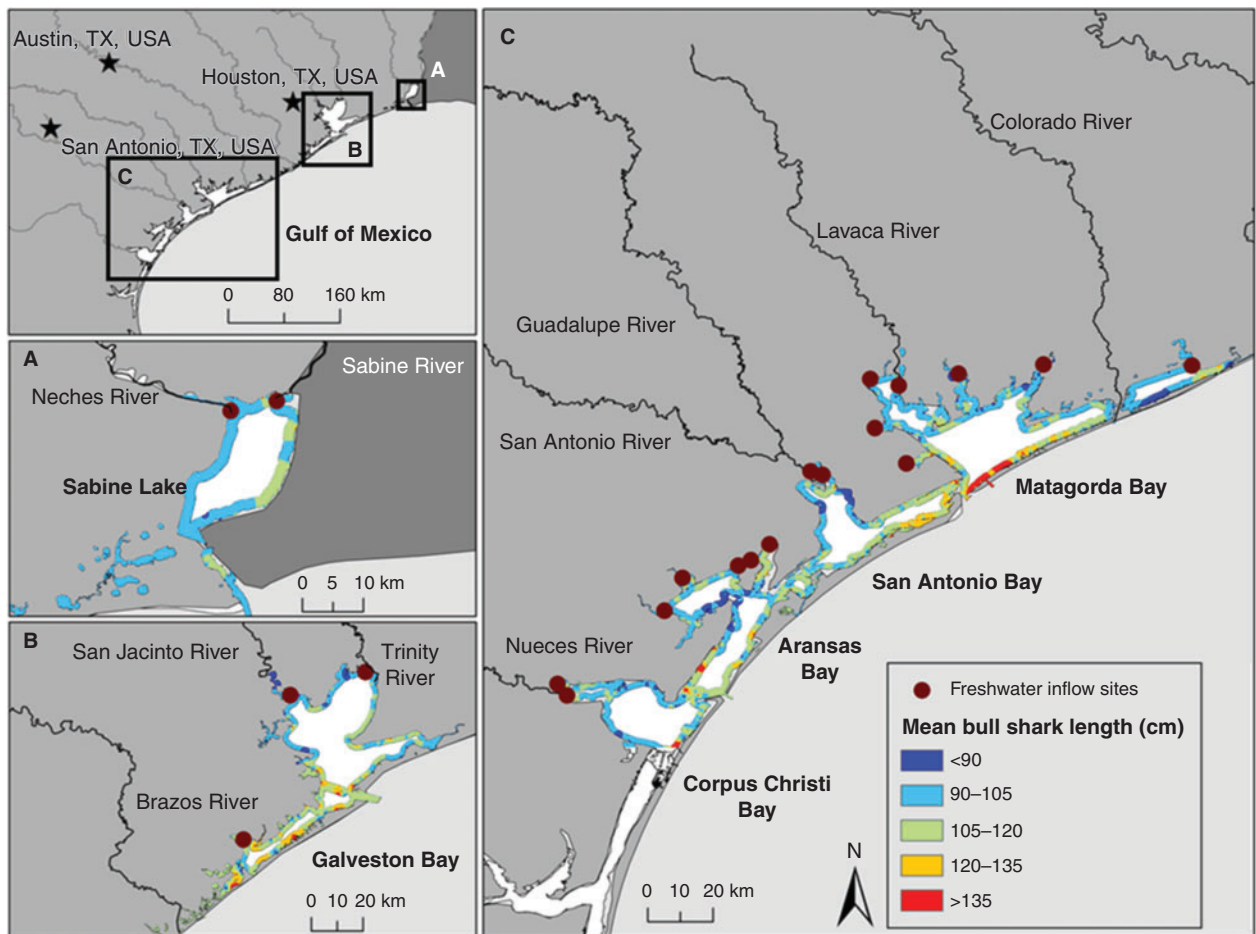 Austin, TX, USA
Houston, TX, USA
A
San Antonio, TX, USA
B
C
Gulf of Mexico
0 80 160 km
A
Sabine River
Neches River
Sabine Lake
0 5 10 km
B
San Jacinto River
Trinity
River
Brazos River
Galveston Bay
0 10 20 km
C
Colorado River
Lavaca River
Guadalupe River
San Antonio River
Matagorda Bay
San Antonio Bay
Aransas
Bay
Nueces River
Corpus Christi
Bay
0 10 20 km
N
Freshwater inflow sites
Mean bull shark length (cm)
<90
90–105
105–120
120–135
>135